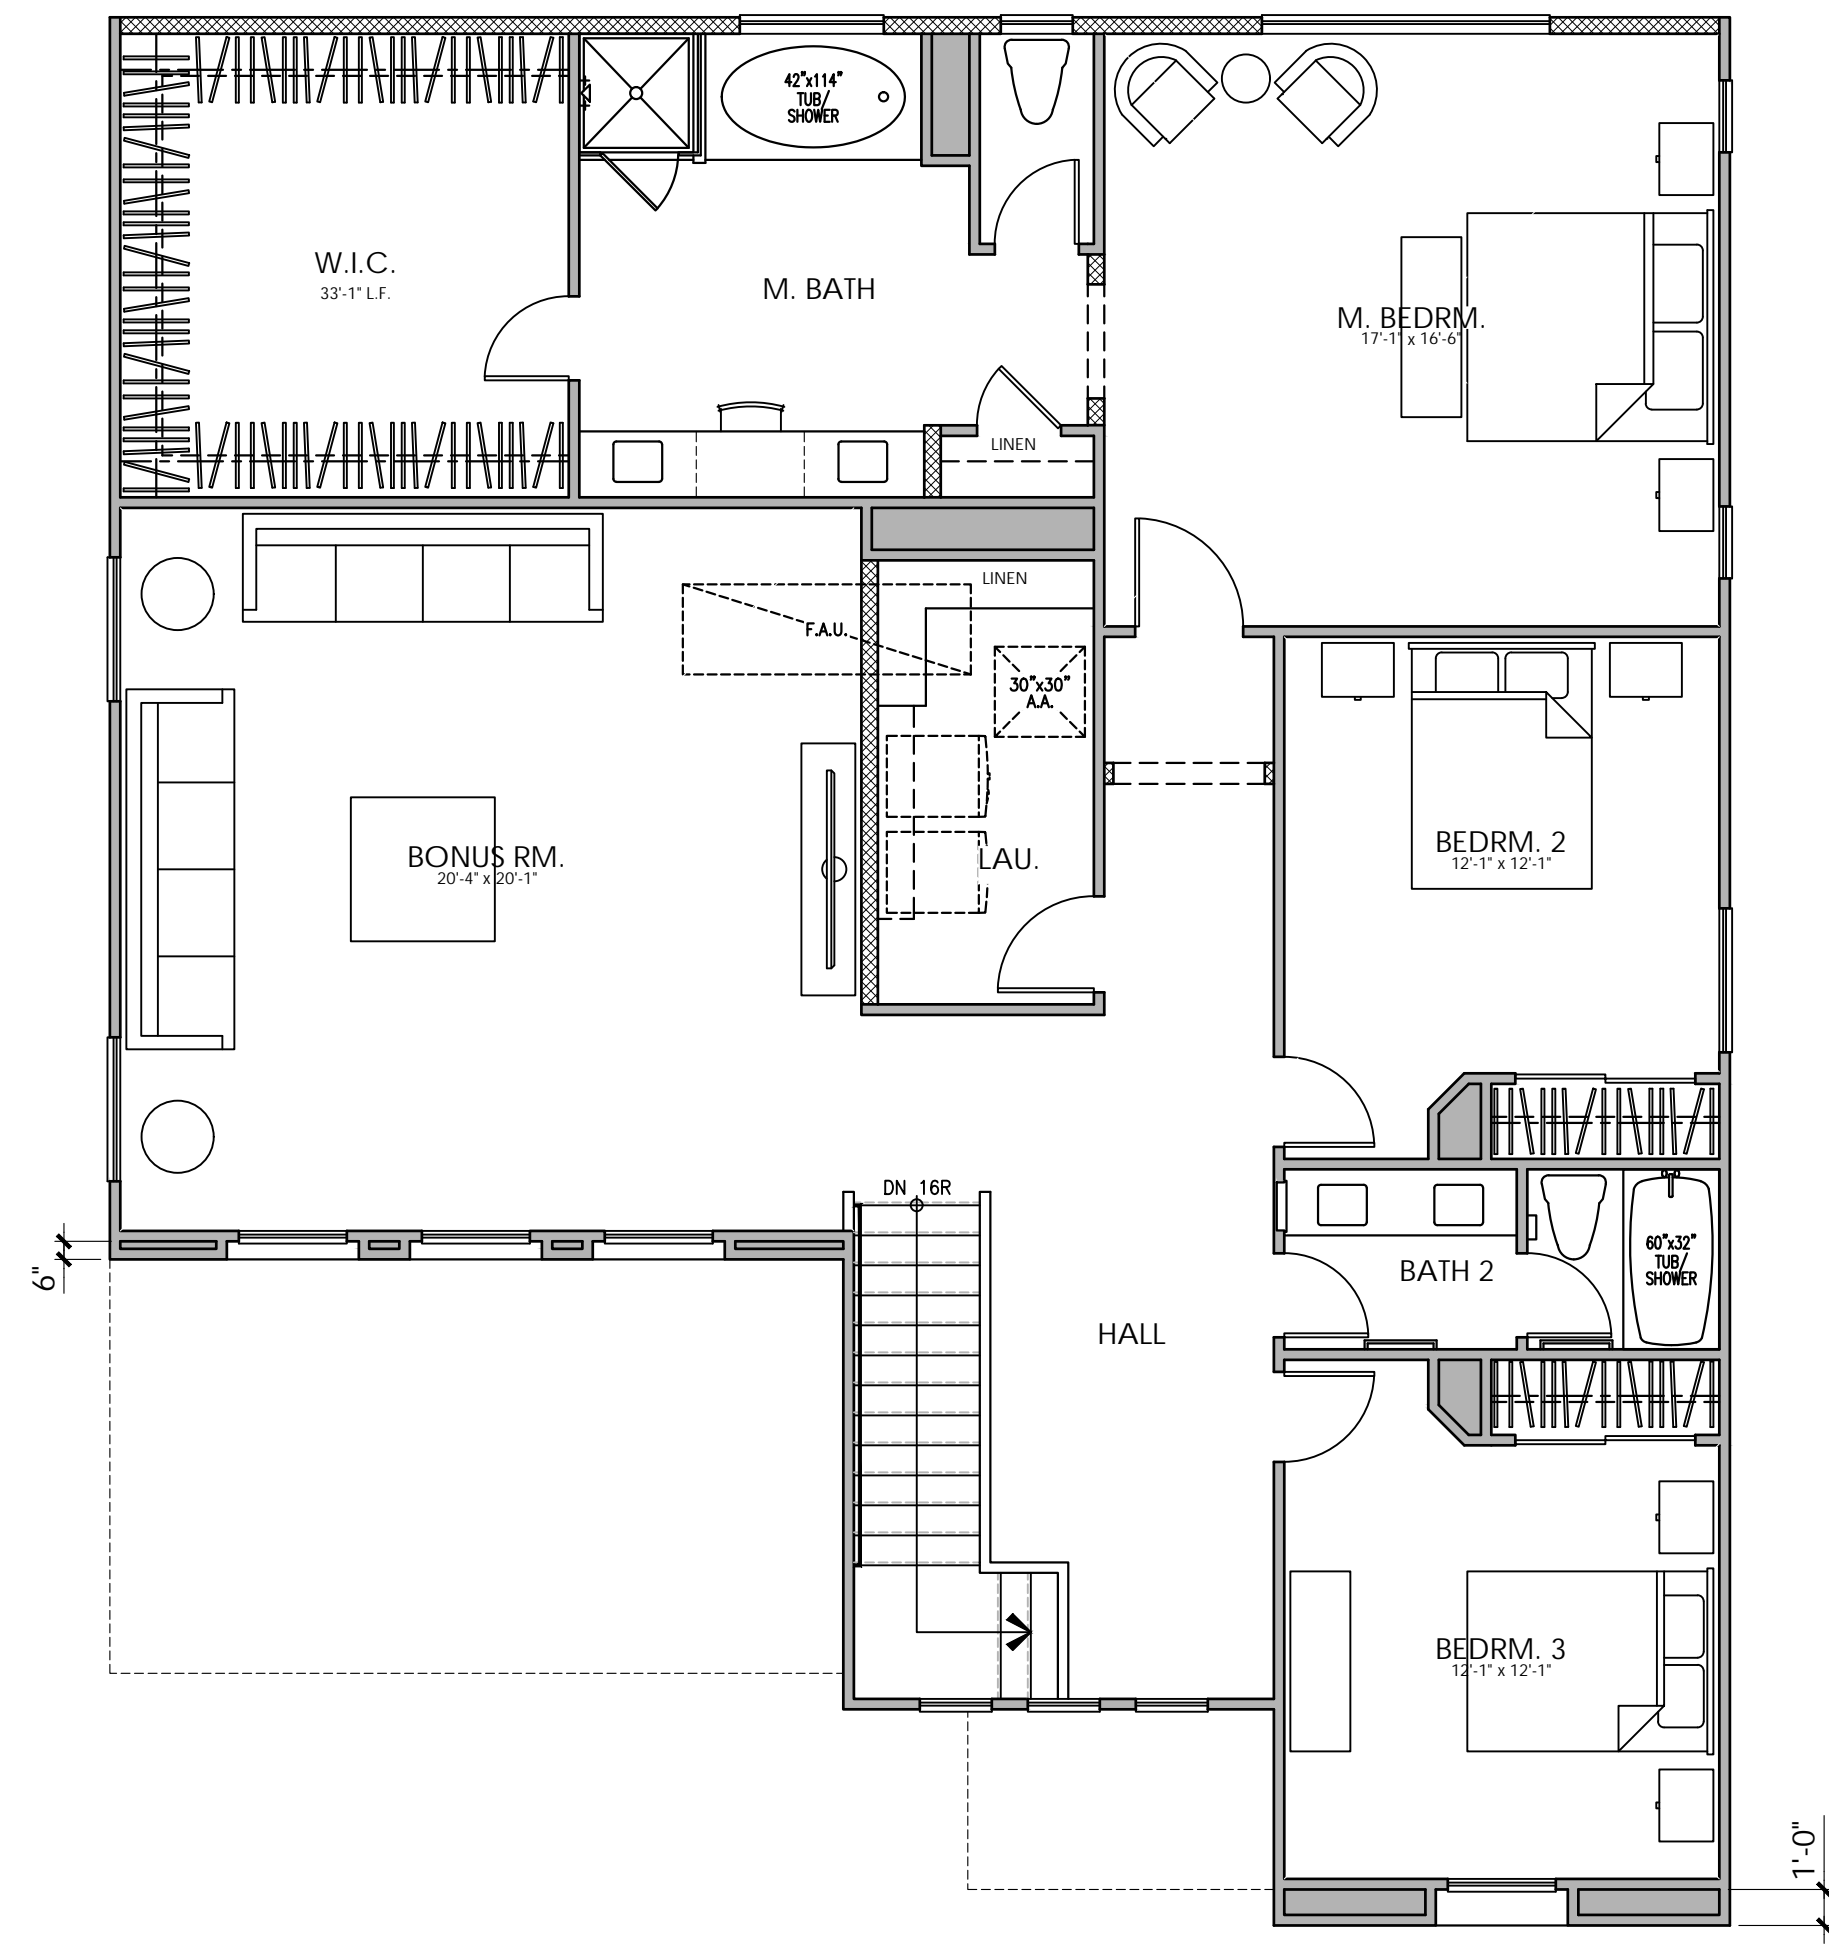 42"x114"
TUB/
SHOWER
W.I.C.
33'-1" L.F.
M. BATH
M. BEDRM.
17'-1" x 16'-6"
LINEN
LINEN
F.A.U.
30"x30"
A.A.
BONUS RM.
20'-4" x 20'-1"
LAU.
BEDRM. 2
12'-1" x 12'-1"
DN 16R
6"
BATH 2
60"x32"
TUB/
SHOWER
HALL
BEDRM. 3
12'-1" x 12'-1"
1'-0"